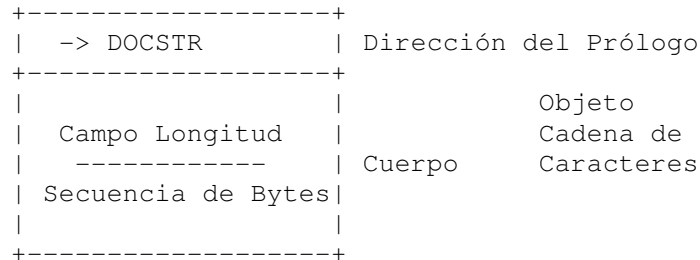 +--------------------+
| -> DOCSTR | Dirección del Prólogo
+--------------------+
| | Objeto
| Campo Longitud | Cadena de
| ------------ | Cuerpo Caracteres
| Secuencia de Bytes|
| |
+--------------------+